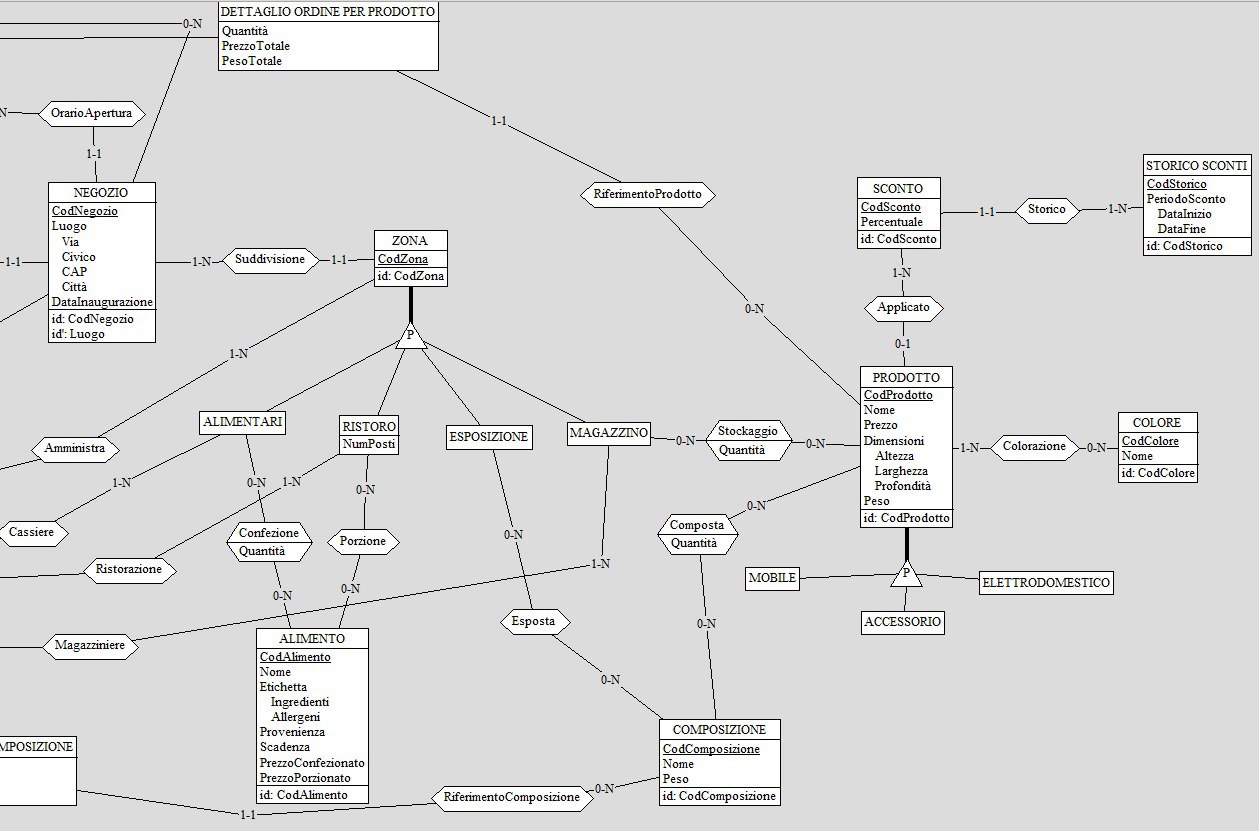 DETTAGLIO ORDINE PER PRODOTTO
Quantità
PrezzoTotale
PesoTotale
0-N
N
OrarioApertura
1-1
NEGOZIO
CodNegozio
Luogo
Via
Civico
CAP
Città
DataInaugurazione
id: CodNegozio
id': Luogo
1-1
1-N
Suddivisione
1-1
ZONA
CodZona
id: CodZona
P
1-1
RiferimentoProdotto
0-N
STORICO SCONTI
CodStorico
PeriodoSconto
DataInizio
DataFine
id: CodStorico
1-N
Storico
1-1
SCONTO
CodSconto
Percentuale
id: CodSconto
1-N
Applicato
0-1
PRODOTTO
CodProdotto
Nome
Prezzo
Dimensioni
Altezza
Larghezza
Profondità
Peso
id: CodProdotto
1-N
Colorazione
0-N
COLORE
CodColore
Nome
id: CodColore
P
MOBILE
ACCESSORIO
ELETTRODOMESTICO
Amministra
1-N
Cassiere
1-N
ALIMENTARI
RISTORO
NumPosti
ESPOSIZIONE
MAGAZZINO
0-N
Stockaggio
Quantità
0-N
Ristorazione
1-N
0-N
Confezione
Quantità
0-N
0-N
Porzione
0-N
0-N
Esposta
0-N
1-N
Composta
Quantità
0-N
0-N
Magazziniere
ALIMENTO
CodAlimento
Nome
Etichetta
Ingredienti
Allergeni
Provenienza
Scadenza
PrezzoConfezionato
PrezzoPorzionato
id: CodAlimento
COMPOSIZIONE
CodComposizione
Nome
Peso
id: CodComposizione
MPOSIZIONE
1-1
RiferimentoComposizione
0-N